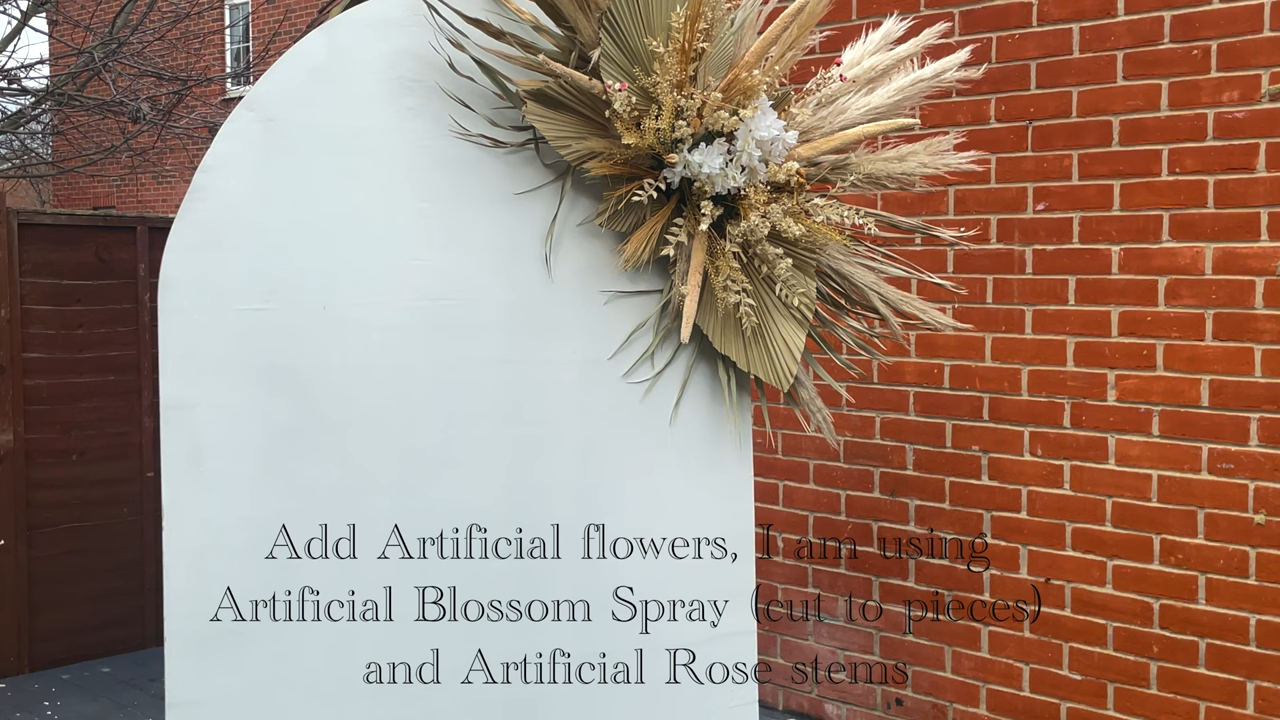 Add Artificial flowers, I am using
Artificial Blossom Spray (cut to pieces)
and Artificial Rose stems